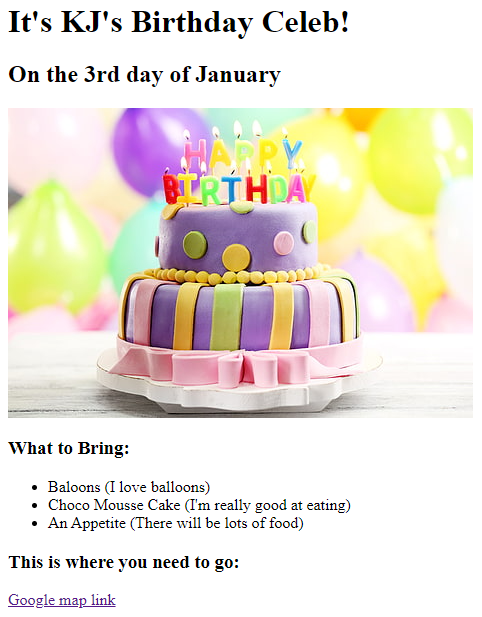 It's KJ's Birthday Celeb!
On the 3rd day of January
HAPPY
BIRTHDAY
What to Bring:
Baloons (I love balloons)
Choco Mousse Cake (I'm really good at eating)
An Appetite (There will be lots of food)
This is where you need to go:
Google map link